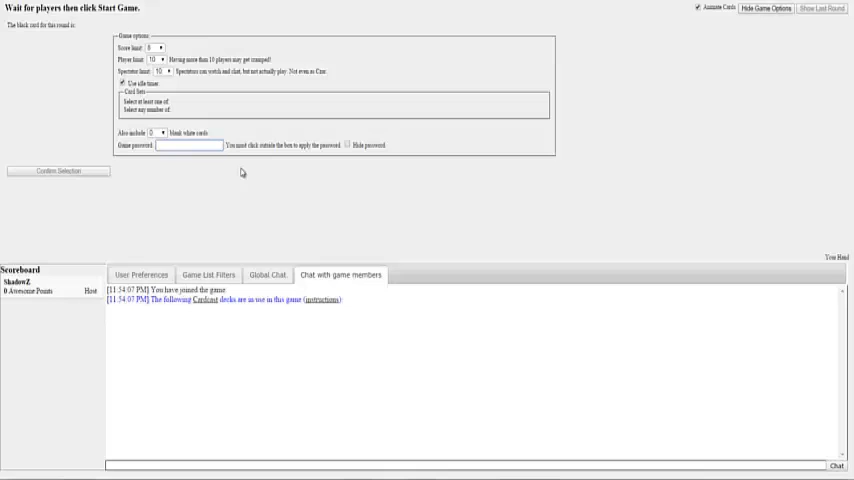 Wait for players then click Start Game.
Animate Cards
Hide Game Options
Show Last Round
The black card for this round is:
Game options:
Score limit: 8
Player limit: 10 Having more than 10 players may get cramped!
Spectator limit: 10 Spectators can watch and chat, but not actually play. Not even as Czar.
Use idle timer.
Card Sets
Select at least one of:
Select any number of:
Also include 0 blank white cards.
Game password: You must click outside the box to apply the password. Hide password.
Confirm Selection
Your Hand
Scoreboard
ShadowZ
0 Awesome Points Host
User Preferences
Game List Filters
Global Chat
Chat with game members
[11:54:07 PM] You have joined the game.
[11:54:07 PM] The following Cardcast decks are in use in this game (instructions):
Chat